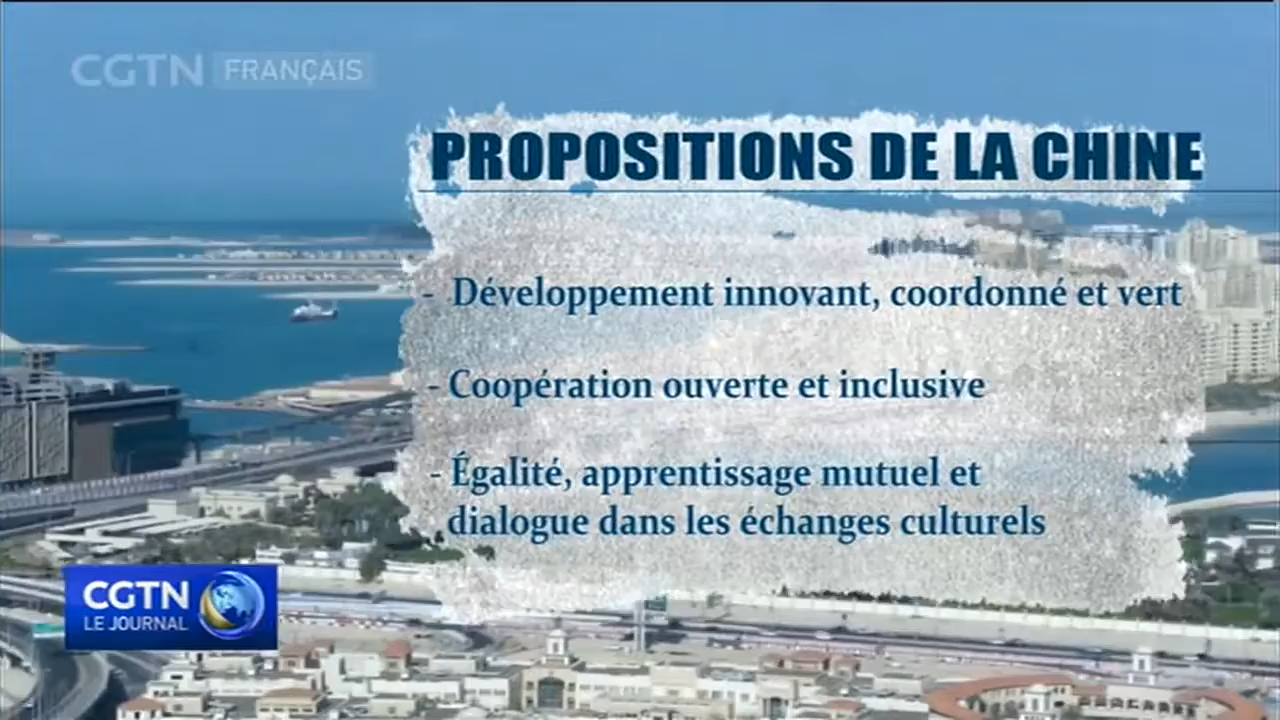 CGTN FRANÇAIS
PROPOSITIONS DE LA CHINE
- Développement innovant, coordonné et vert
- Coopération ouverte et inclusive
- Égalité, apprentissage mutuel et
dialogue dans les échanges culturels
CGTN
LE JOURNAL